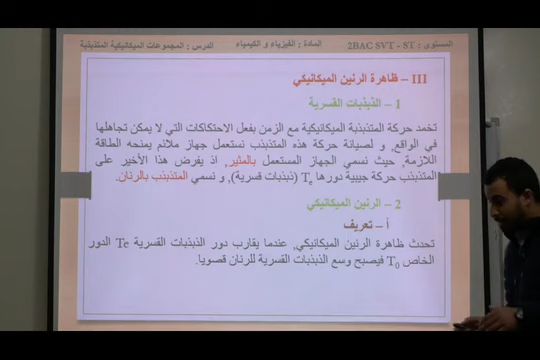 المستوى : 2BAC SVT - ST
المادة : الفيزياء و الكيمياء
الدرس : المجموعات الميكانيكية المتذبذبة
III – ظاهرة الرنين الميكانيكي
1 – الذبذبات القسرية
تخمد حركة المتذبذبة الميكانيكية مع الزمن بفعل الاحتكاكات التي لا يمكن تجاهلها
في الواقع, و لصيانة حركة هذه المتذبذب نستعمل جهاز ملائم يمنحه الطاقة
اللازمة, حيث نسمي الجهاز المستعمل بالمثير, اذ يفرض هذا الأخير على
المتذبذب حركة جيبية دورها Te (ذبذبات قسرية), و نسمي المتذبذب بالرنان.
2 – الرنين الميكانيكي
أ – تعريف
تحدث ظاهرة الرنين الميكانيكي, عندما يقارب دور الذبذبات القسرية Te الدور
الخاص T0 فيصبح وسع الذبذبات القسرية للرنان قصويا.